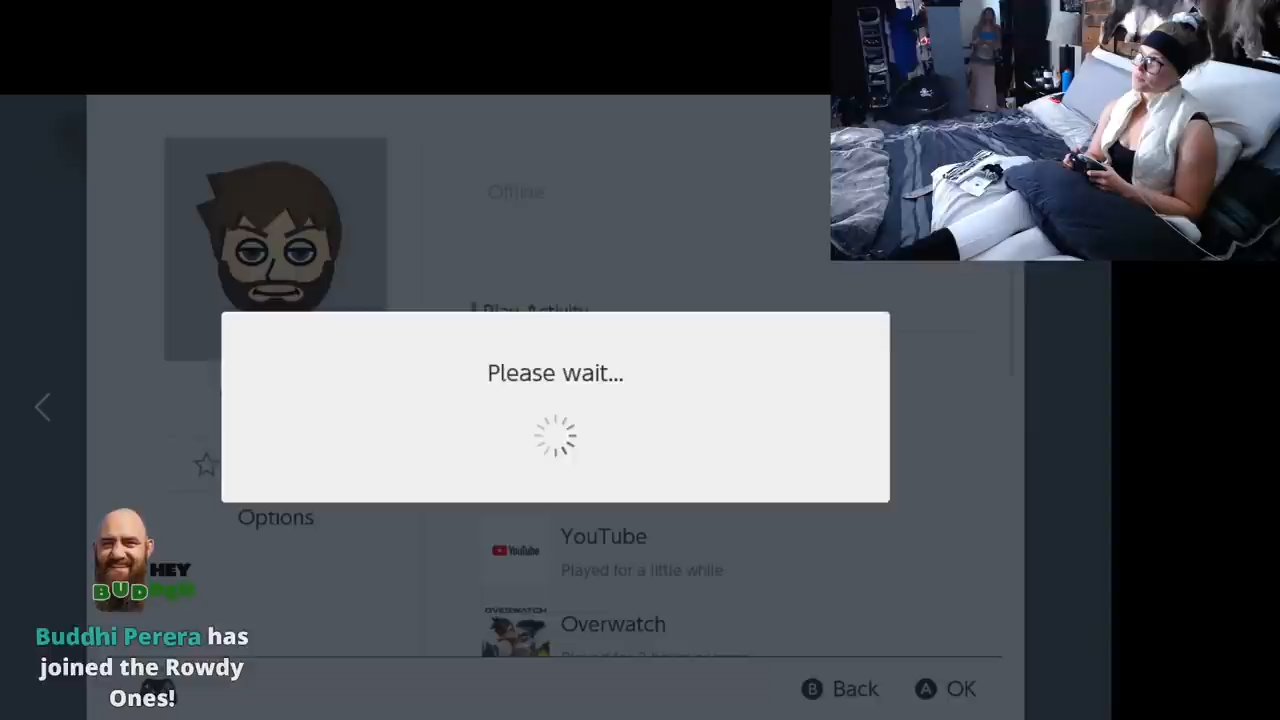 Offline
Play Activity
Please wait...
Options
YouTube
YouTube
Played for a little while
OVERWATCH
Overwatch
HEY
Buddhi Perera has
joined the Rowdy
Ones!
B Back
A OK